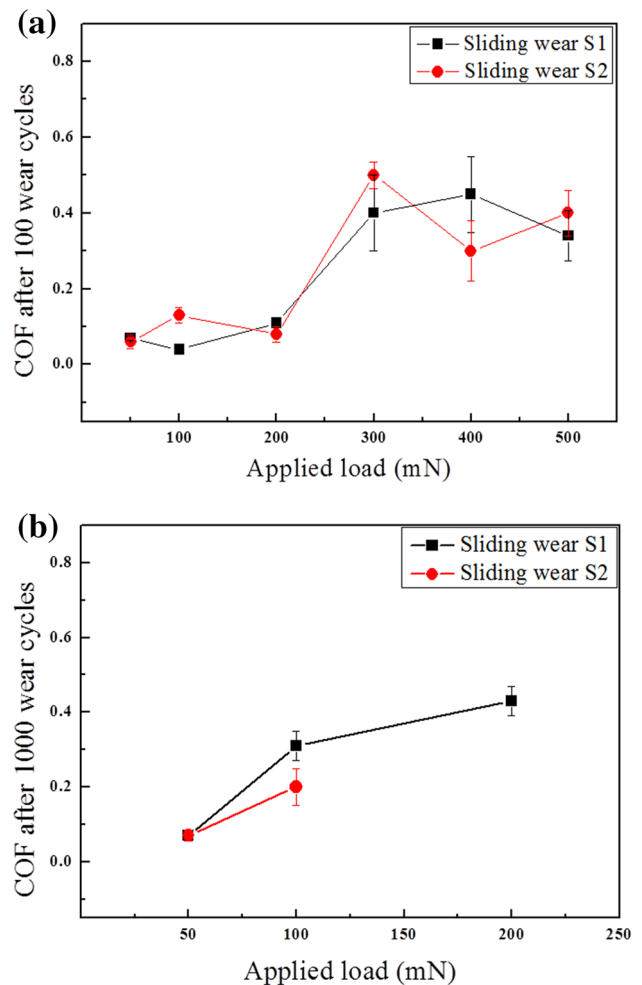 (a)
Sliding wear S1
Sliding wear S2
COF after 100 wear cycles
0.8
0.6
0.4
0.2
0.0
100 200 300 400 500
Applied load (mN)
(b)
Sliding wear S1
Sliding wear S2
COF after 1000 wear cycles
0.8
0.6
0.4
0.2
0.0
50 100 150 200 250
Applied load (mN)